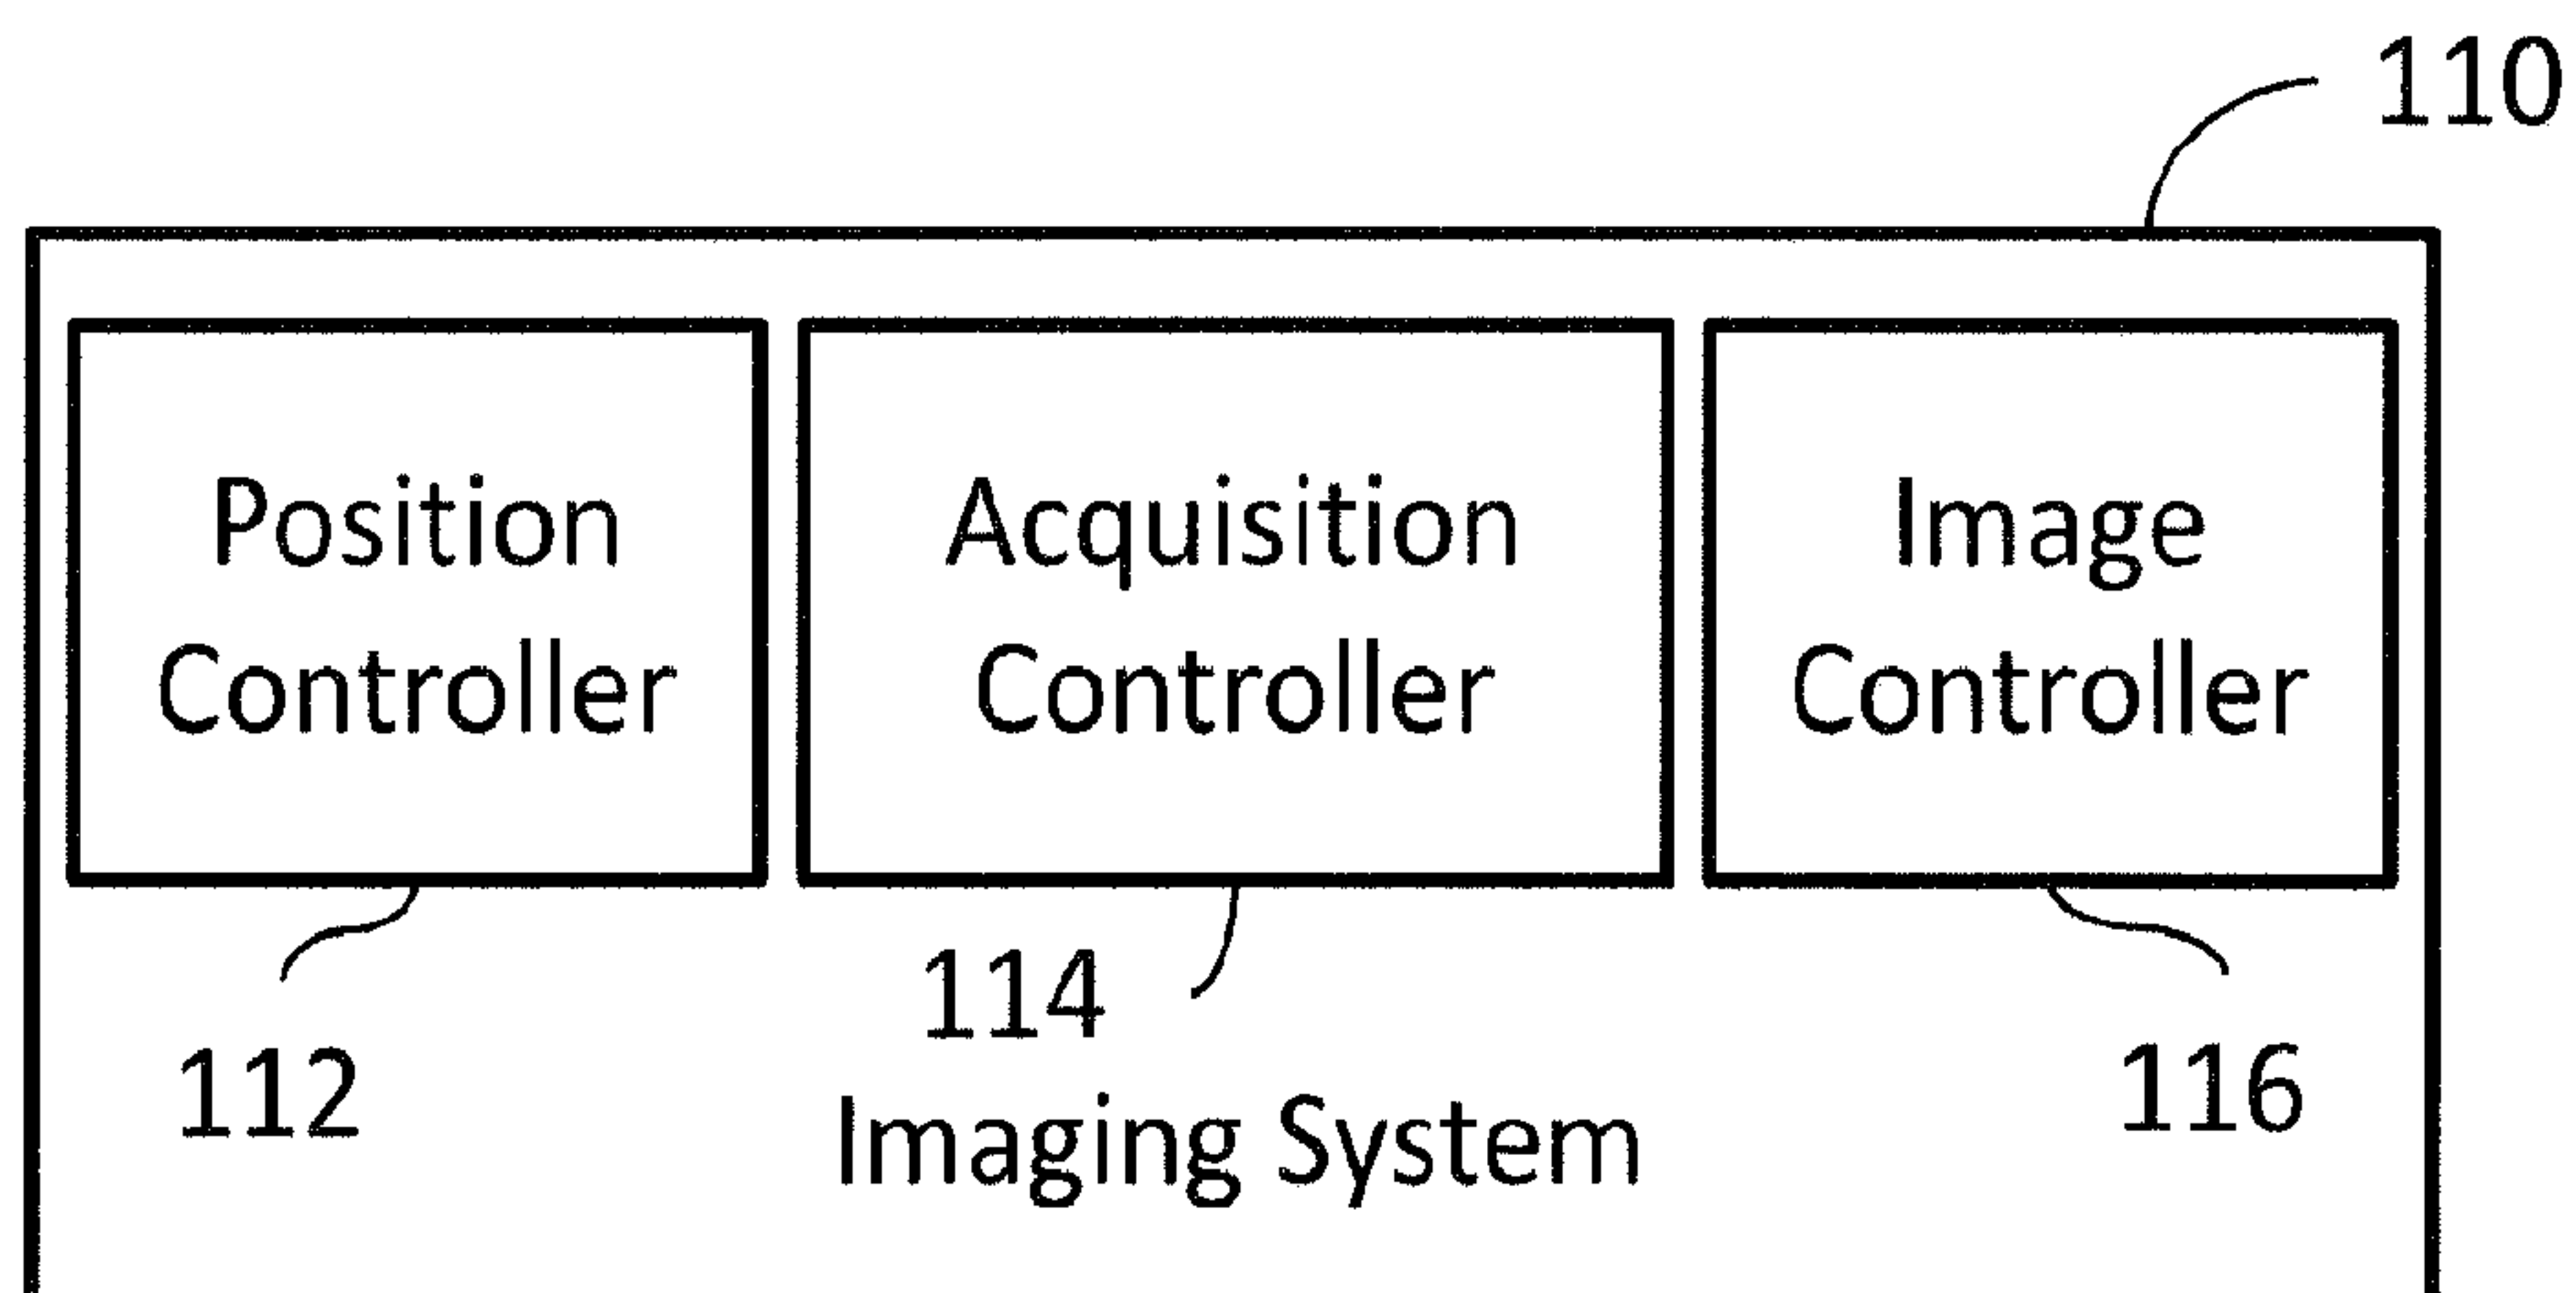 110
Position
Controller
Acquisition
Controller
Image
Controller
112
114
116
Imaging System